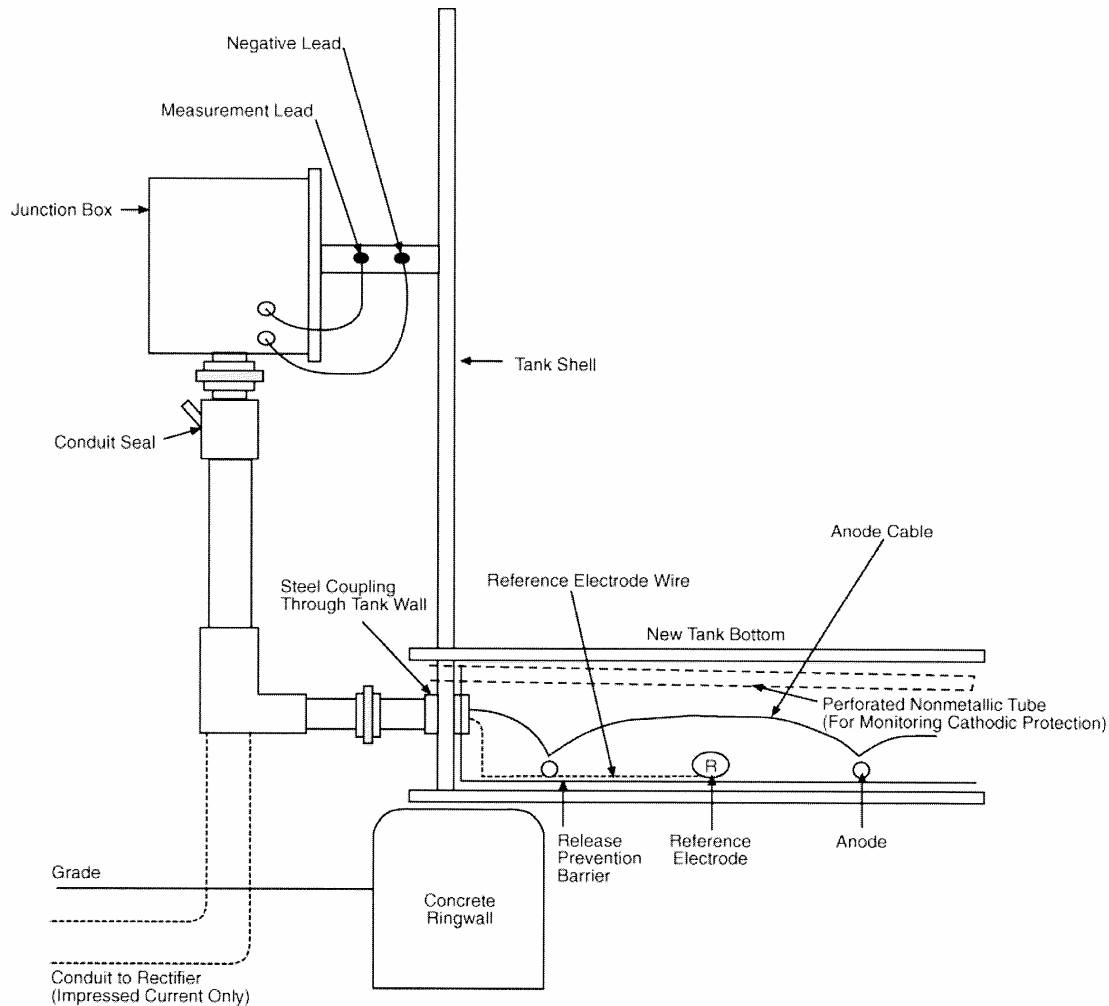 Negative Lead
Measurement Lead
Junction Box
Tank Shell
Conduit Seal
Anode Cable
Steel Coupling
Through Tank Wall
Reference Electrode Wire
New Tank Bottom
Perforated Nonmetallic Tube
(For Monitoring Cathodic Protection)
R
Release
Prevention
Barrier
Reference
Electrode
Anode
Grade
Concrete
Ringwall
Conduit to Rectifier
(Impressed Current Only)